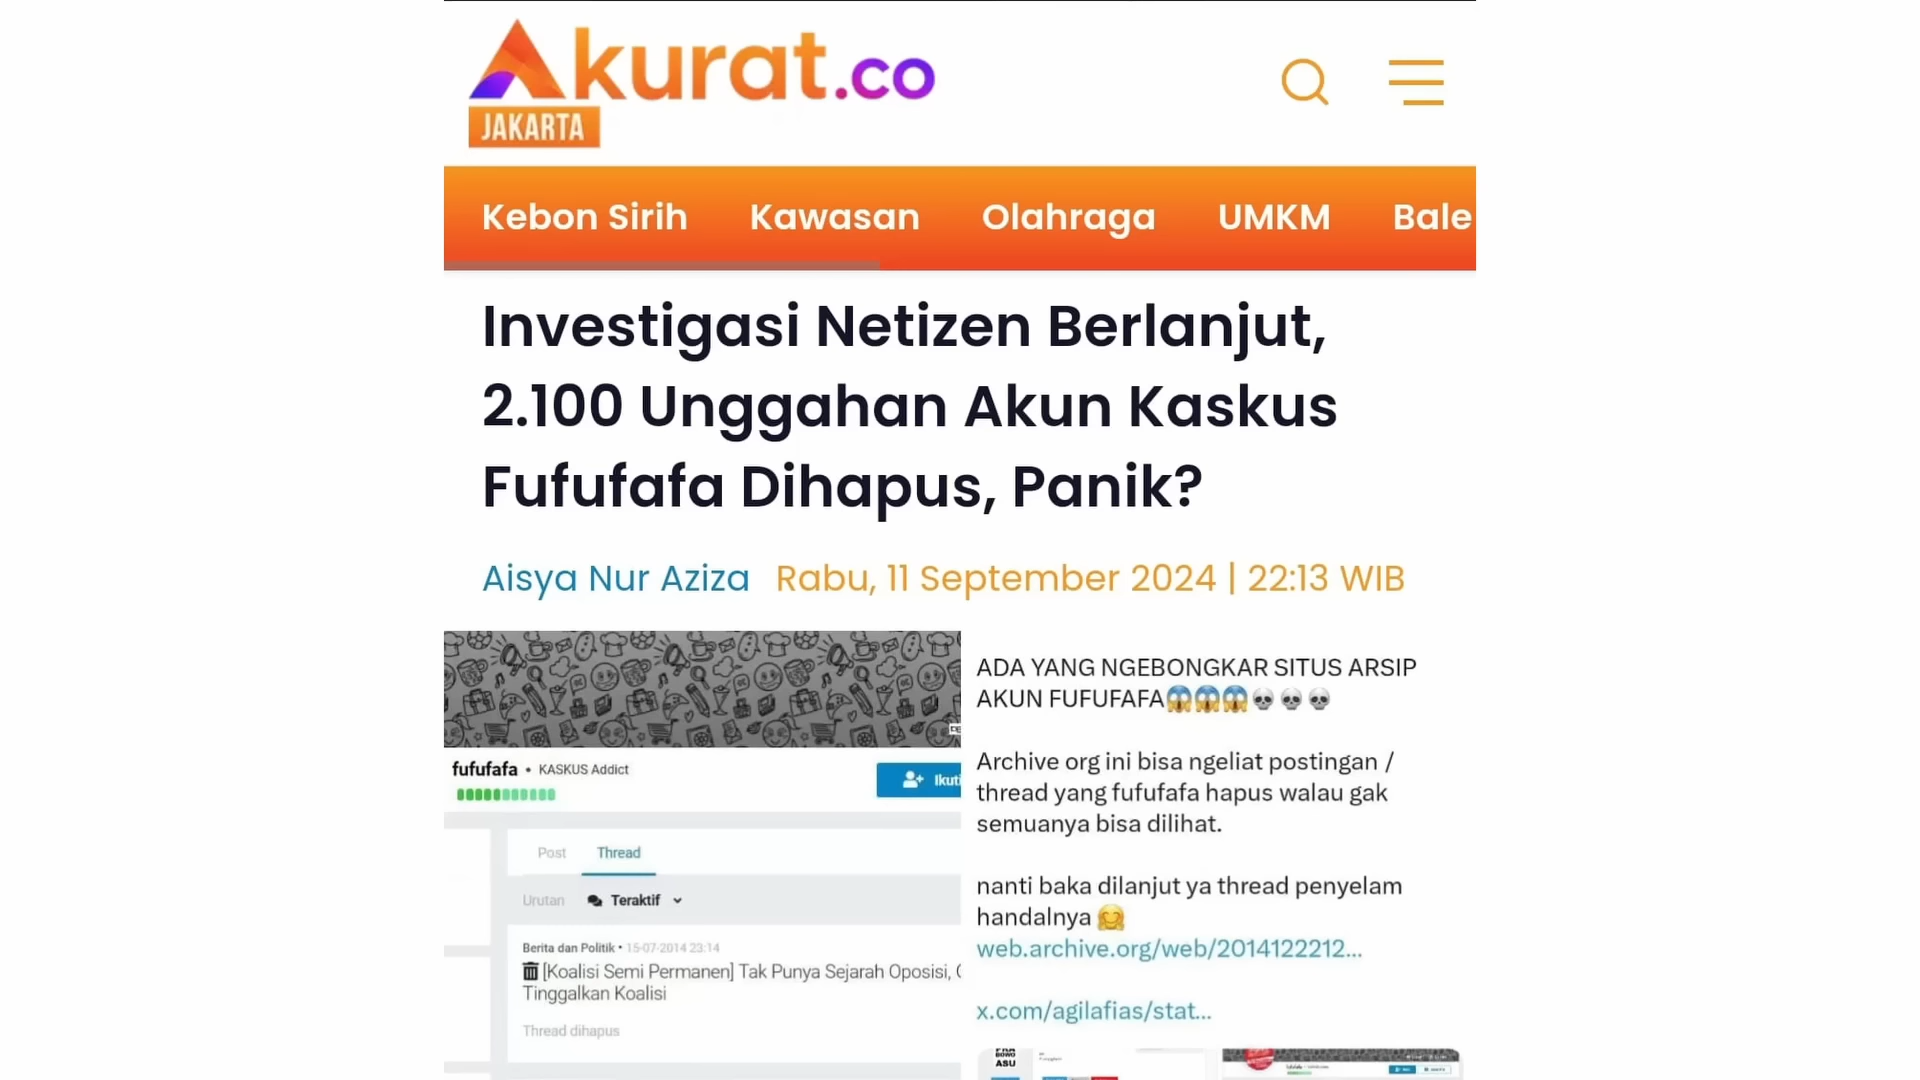 Akurat.co
JAKARTA
Kebon Sirih Kawasan Olahraga UMKM Bale
Investigasi Netizen Berlanjut,
2.100 Unggahan Akun Kaskus
Fufufafa Dihapus, Panik?
Aisya Nur Aziza Rabu, 11 September 2024 | 22:13 WIB
fufufafa • KASKUS Addict
Ikuti
Post Thread
Urutan Teraktif
Berita dan Politik • 15-07-2014 23:14
[Koalisi Semi Permanen] Tak Punya Sejarah Oposisi,
Tinggalkan Koalisi
Thread dihapus
ADA YANG NGEBONGKAR SITUS ARSIP
AKUN FUFUFAFA😱😱😱💀💀💀
Archive org ini bisa ngeliat postingan /
thread yang fufufafa hapus walau gak
semuanya bisa dilihat.
nanti baka dilanjut ya thread penyelam
handalnya 🤗
web.archive.org/web/2014122212...
x.com/agilafias/stat...
BOWO
ASU